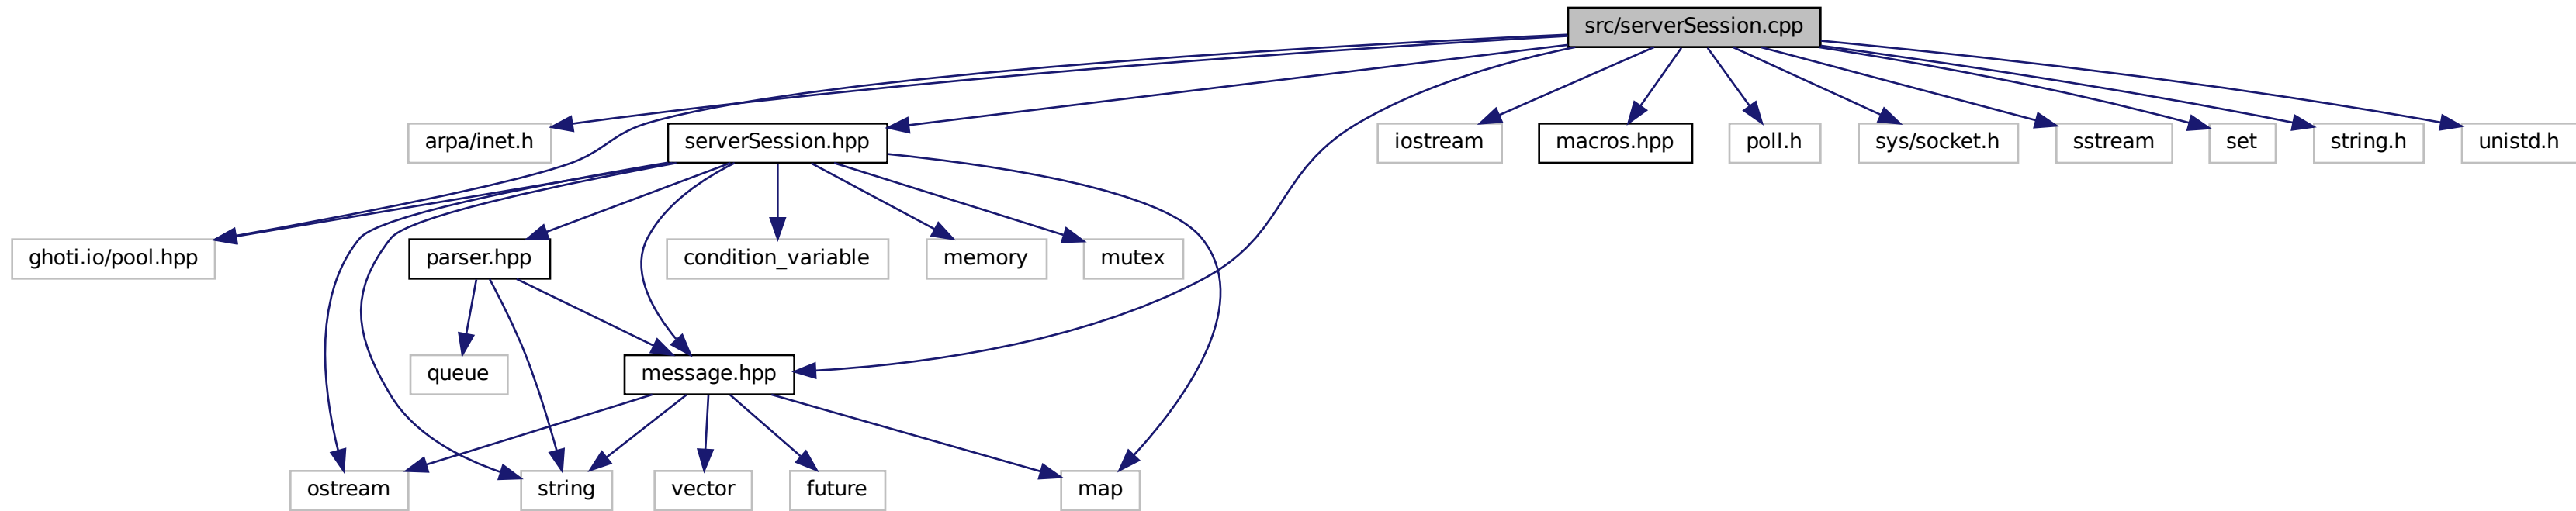 src/serverSession.cpp
arpa/inet.h
serverSession.hpp
iostream
macros.hpp
poll.h
sys/socket.h
sstream
set
string.h
unistd.h
ghoti.io/pool.hpp
parser.hpp
condition_variable
memory
mutex
queue
message.hpp
ostream
string
vector
future
map